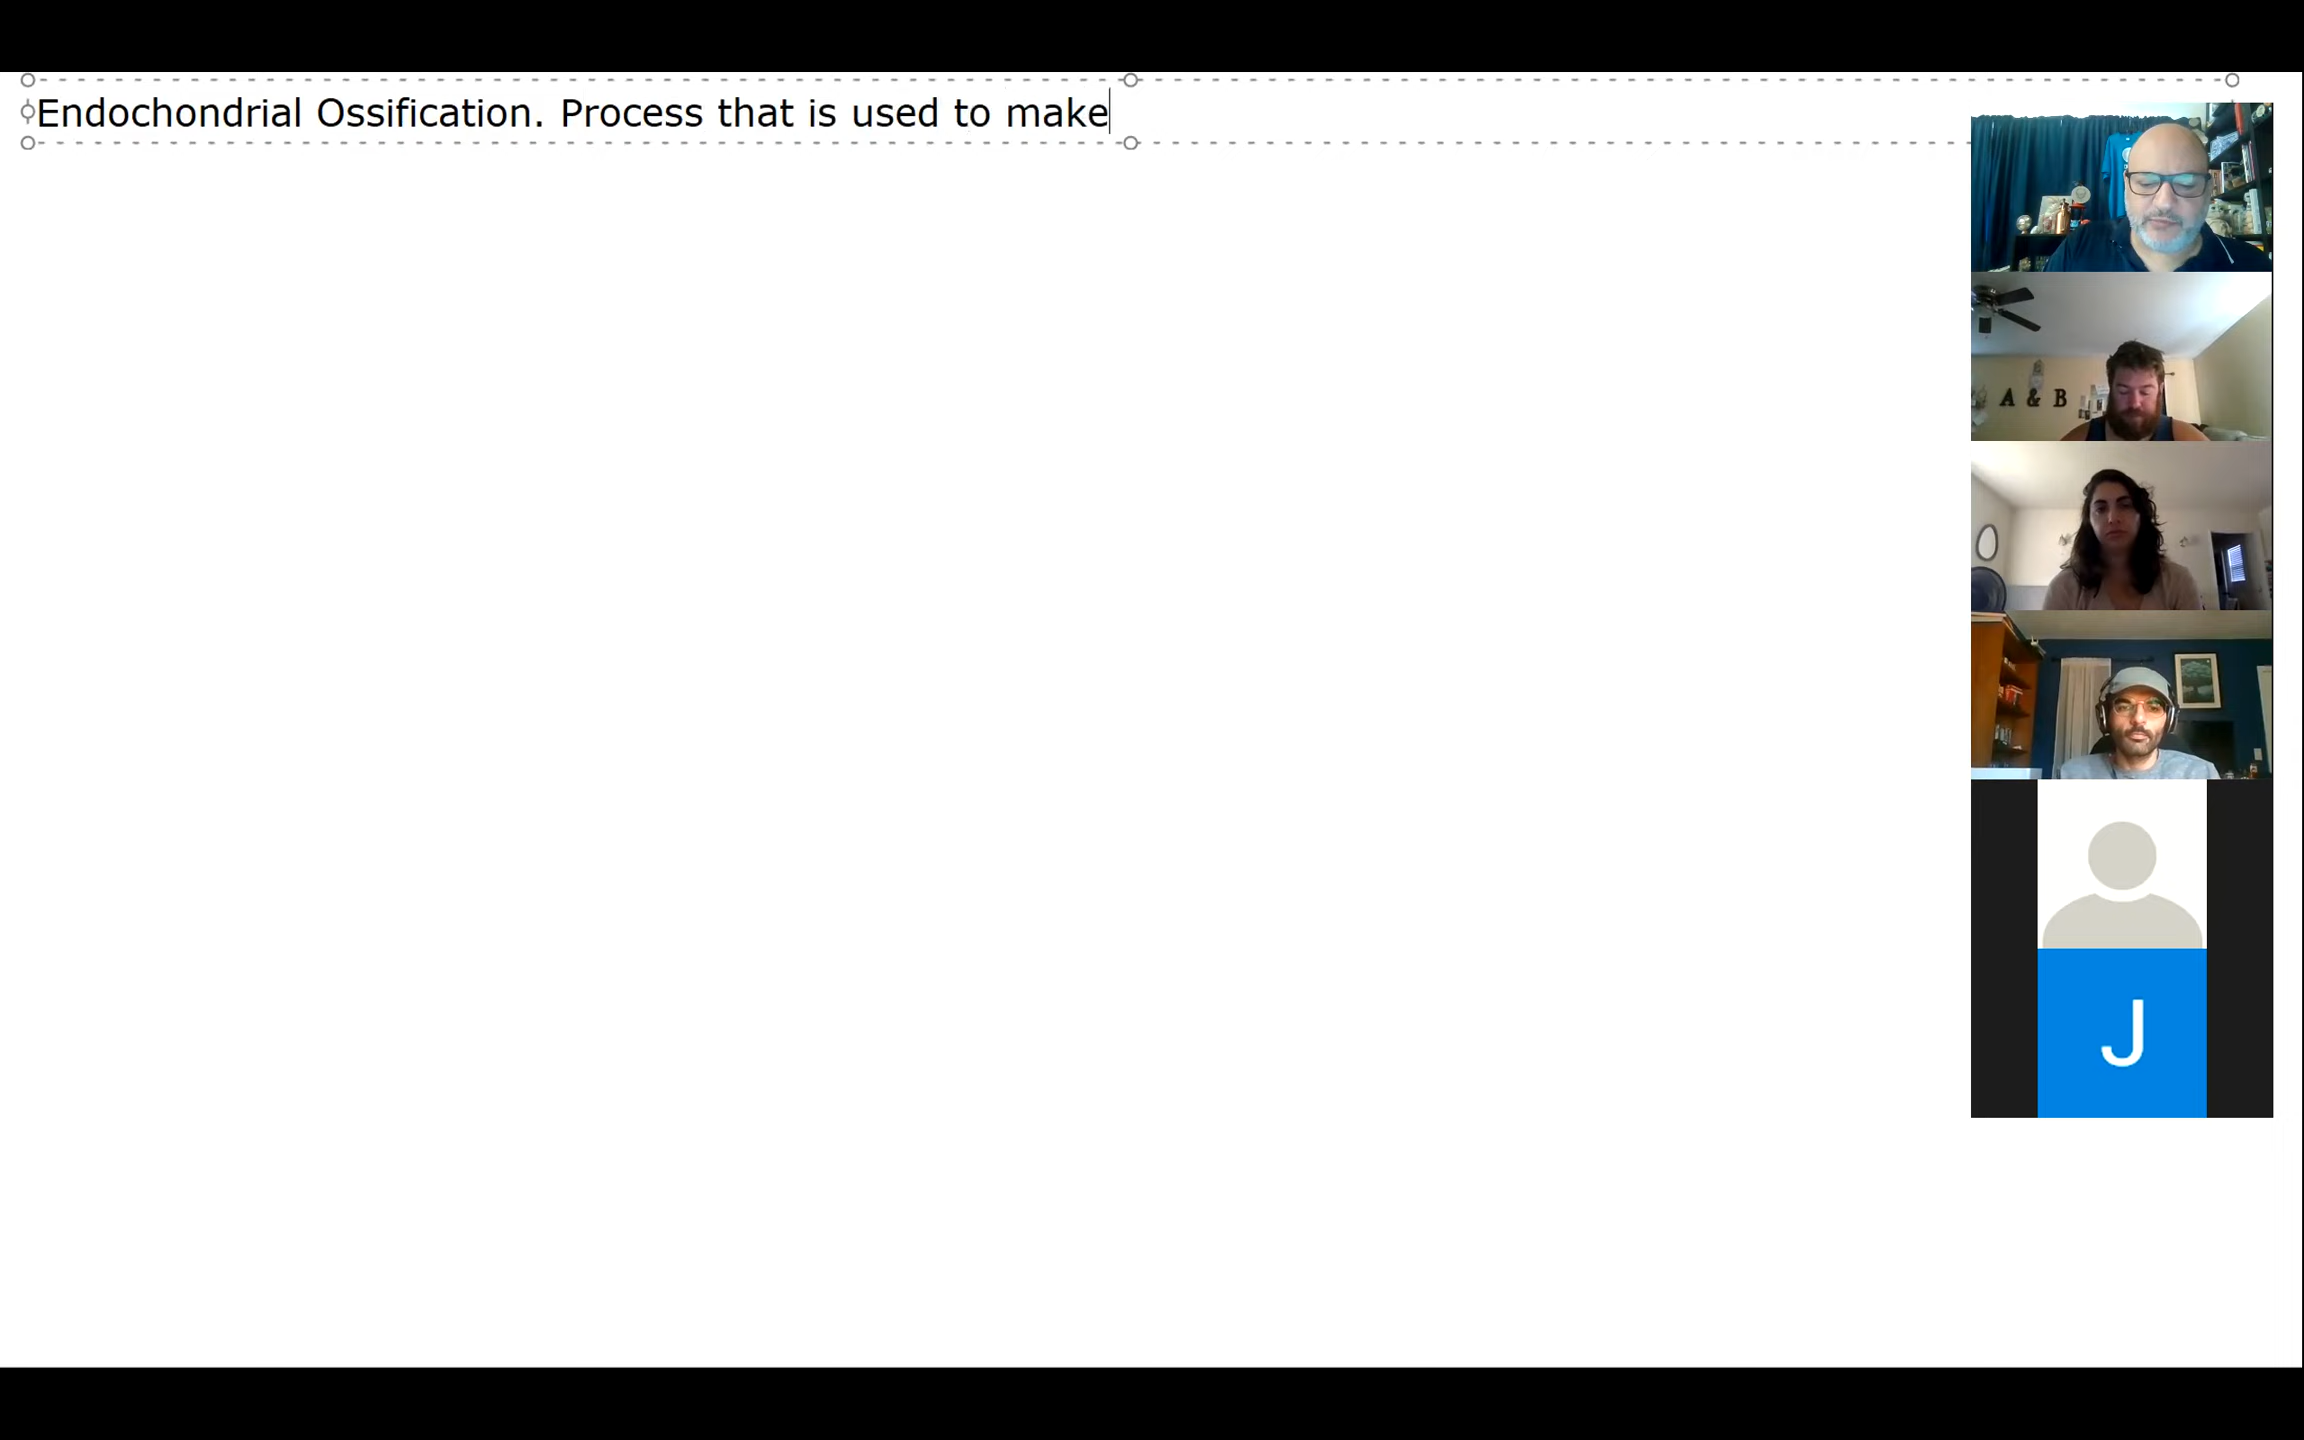 Endochondrial Ossification. Process that is used to make
A & B
J